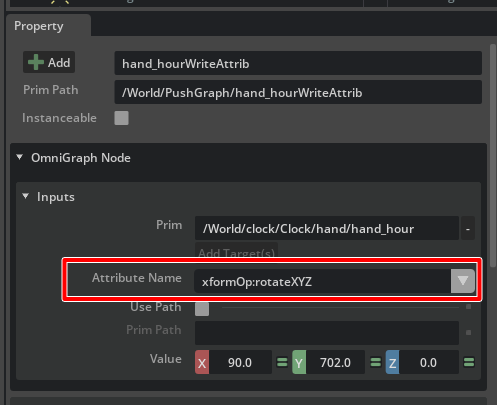 Property
Add hand_hourWriteAttrib
Prim Path /World/PushGraph/hand_hourWriteAttrib
Instanceable
OmniGraph Node
Inputs
Prim /World/clock/Clock/hand/hand_hour -
Add Target(s)
Attribute Name xformOp:rotateXYZ
Use Path
Prim Path
Value X 90.0 Y 702.0 Z 0.0